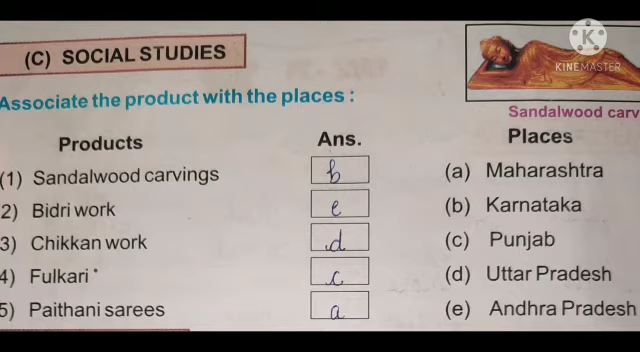 (C) SOCIAL STUDIES
K
KINEMASTER
Associate the product with the places :
Sandalwood carv
Products Ans. Places
(1) Sandalwood carvings b (a) Maharashtra
2) Bidri work e (b) Karnataka
3) Chikkan work d (c) Punjab
4) Fulkari c (d) Uttar Pradesh
5) Paithani sarees a (e) Andhra Pradesh